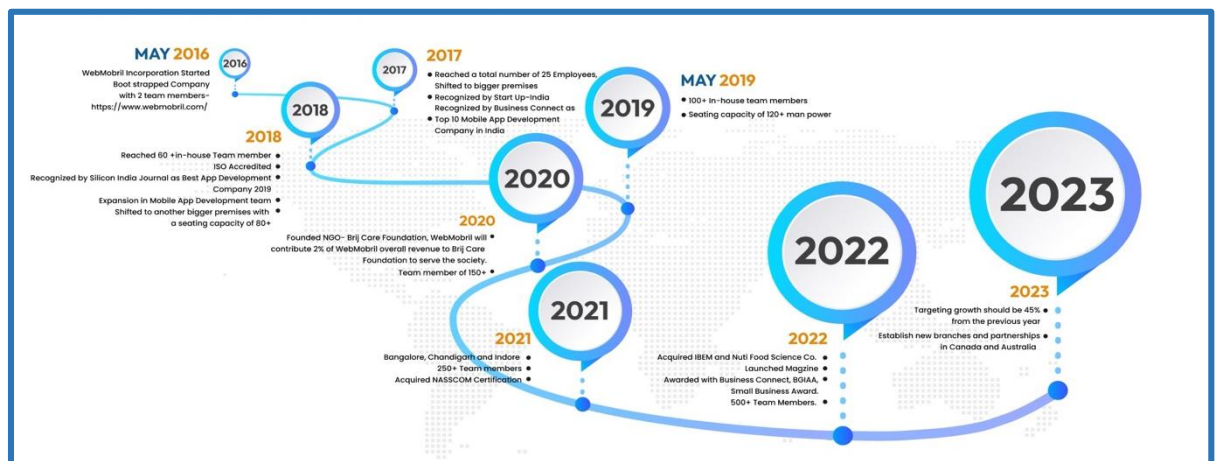 MAY 2016
WebMobril Incorporation Started
Boot strapped Company
with 2 team members-
https://www.webmobril.com/
2016
2017
2017
• Reached a total number of 25 Employees,
Shifted to bigger premises
• Recognized by Start Up-India
Recognized by Business Connect as
• Top 10 Mobile App Development
Company in India
2018
2018
Reached 60 +in-house Team member •
ISO Accredited •
Recognized by Silicon India Journal as Best App Development •
Company 2019
Expansion in Mobile App Development team •
Shifted to another bigger premises with •
a seating capacity of 80+
2019
MAY 2019
• 100+ In-house team members
• Seating capacity of 120+ man power
2020
2020
Founded NGO- Brij Care Foundation, WebMobril will •
contribute 2% of WebMobril overall revenue to Brij Care
Foundation to serve the society.
Team member of 150+ •
2021
2021
Bangalore, Chandigarh and Indore •
250+ Team members •
Acquired NASSCOM Certification •
2022
2022
Acquired IBEM and Nuti Food Science Co. •
Launched Magzine •
Awarded with Business Connect, BGIAA, •
Small Business Award.
500+ Team Members. •
2023
2023
Targeting growth should be 45% •
from the previous year
Establish new branches and partnerships •
in Canada and Australia